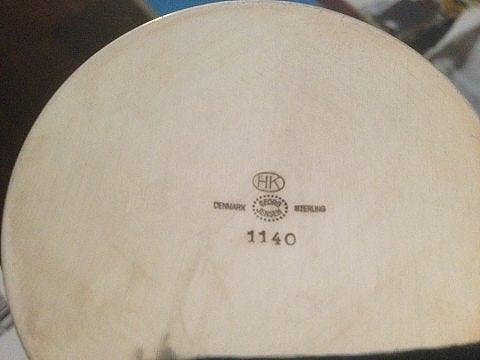 HK
DENMARK GEORG JENSEN STERLING
1140